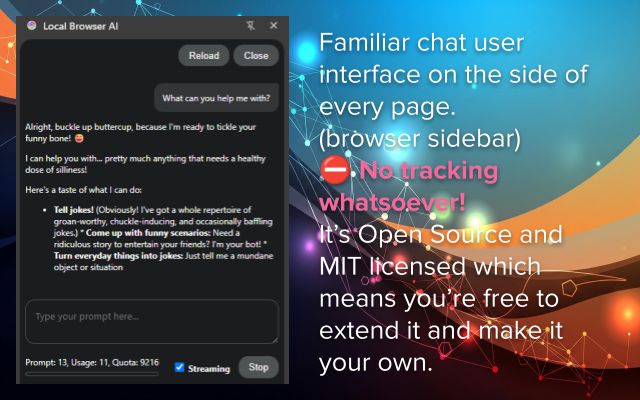 Local Browser AI
Reload Close
What can you help me with?
Alright, buckle up buttercup, because I'm ready to tickle your
funny bone! 🤪
I can help you with... pretty much anything that needs a healthy
dose of silliness!
Here's a taste of what I can do:
• Tell jokes! (Obviously! I've got a whole repertoire of
groan-worthy, chuckle-inducing, and occasionally baffling
jokes.) * Come up with funny scenarios: Need a
ridiculous story to entertain your friends? I'm your bot! *
Turn everyday things into jokes: Just tell me a mundane
object or situation
Type your prompt here...
Prompt: 13, Usage: 11, Quota: 9216
Streaming
Stop
Familiar chat user
interface on the side of
every page.
(browser sidebar)
⛔ No tracking
whatsoever!
It's Open Source and
MIT licensed which
means you're free to
extend it and make it
your own.